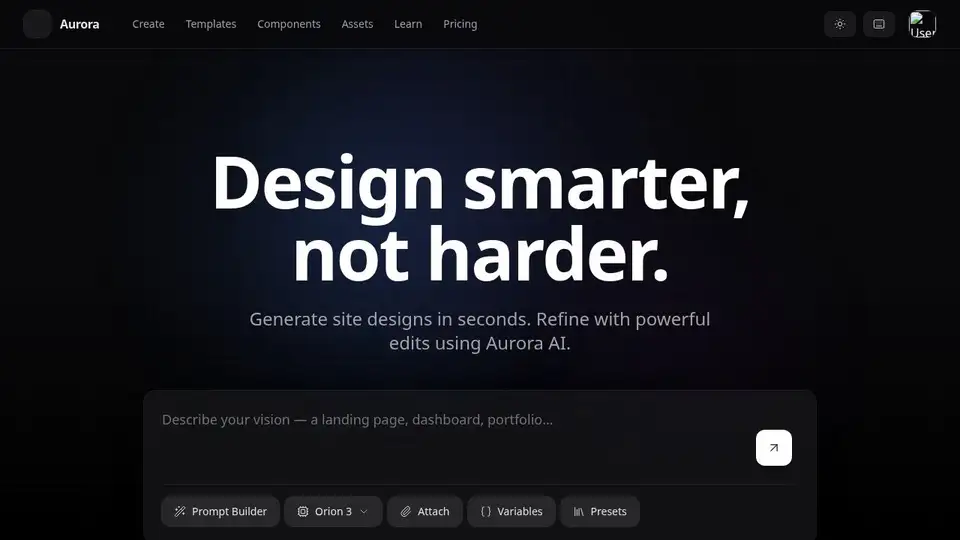 Aurora
Create
Templates
Components
Assets
Learn
Pricing
User
Design smarter,
not harder.
Generate site designs in seconds. Refine with powerful
edits using Aurora AI.
Describe your vision — a landing page, dashboard, portfolio...
Prompt Builder
Orion 3
Attach
Variables
Presets